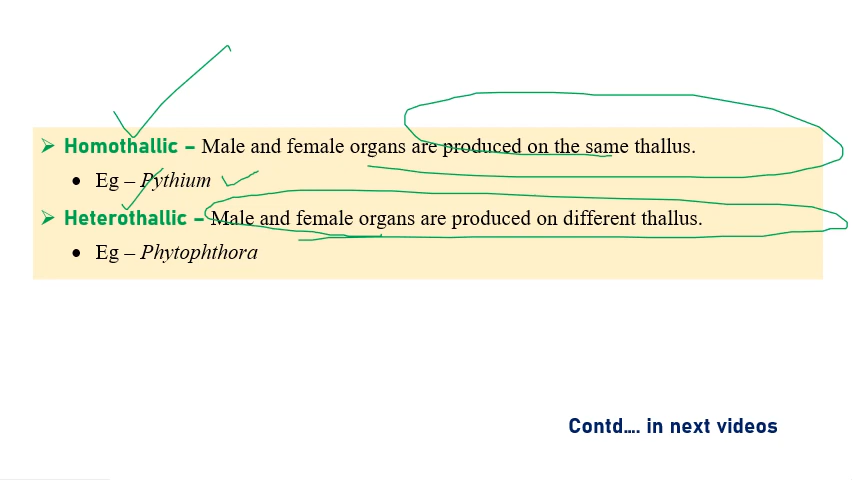 ➢ Homothallic – Male and female organs are produced on the same thallus.
• Eg – Pythium
➢ Heterothallic – Male and female organs are produced on different thallus.
• Eg – Phytophthora
Contd.... in next videos